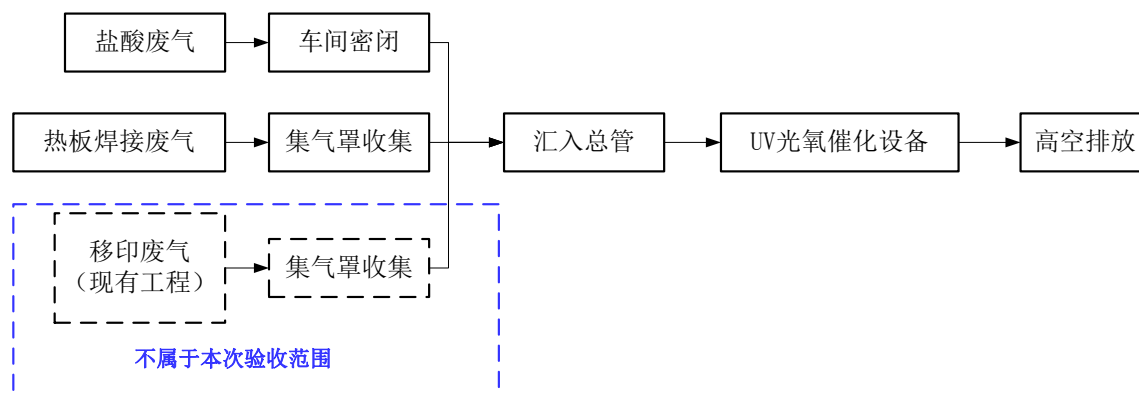 盐酸废气
车间密闭
热板焊接废气
集气罩收集
汇入总管
UV光氧催化设备
高空排放
移印废气
（现有工程）
集气罩收集
不属于本次验收范围